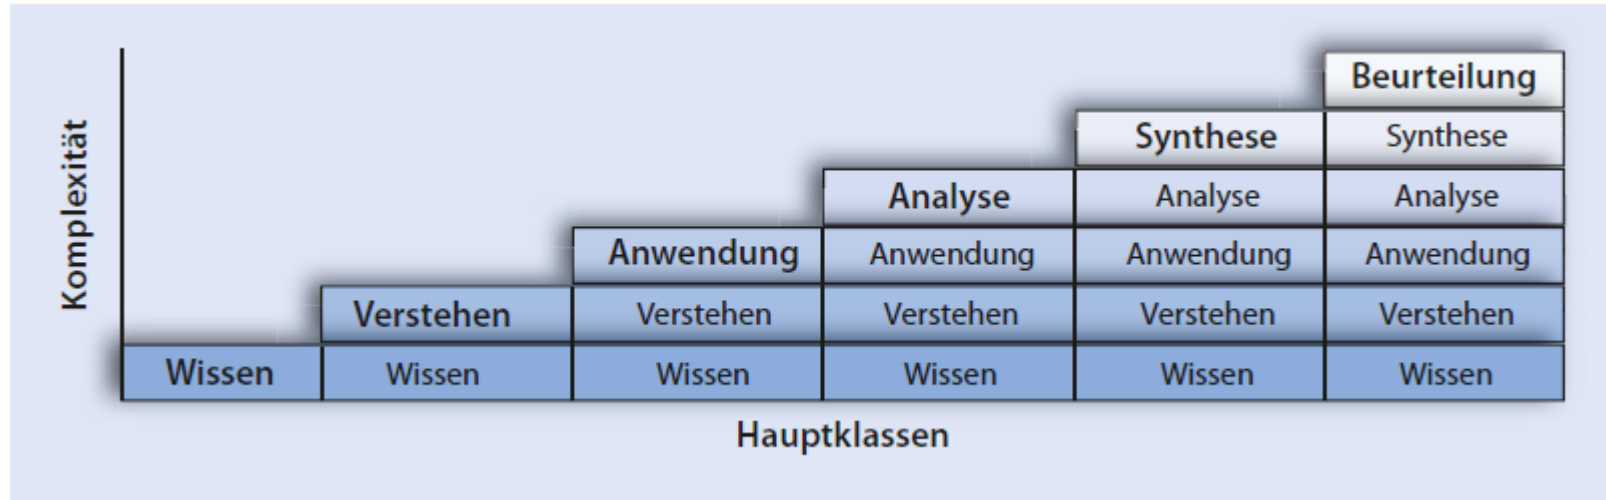 Beurteilung
Synthese Synthese
Analyse Analyse Analyse
Anwendung Anwendung Anwendung Anwendung
Verstehen Verstehen Verstehen Verstehen Verstehen
Wissen Wissen Wissen Wissen Wissen Wissen
Komplexität
Hauptklassen